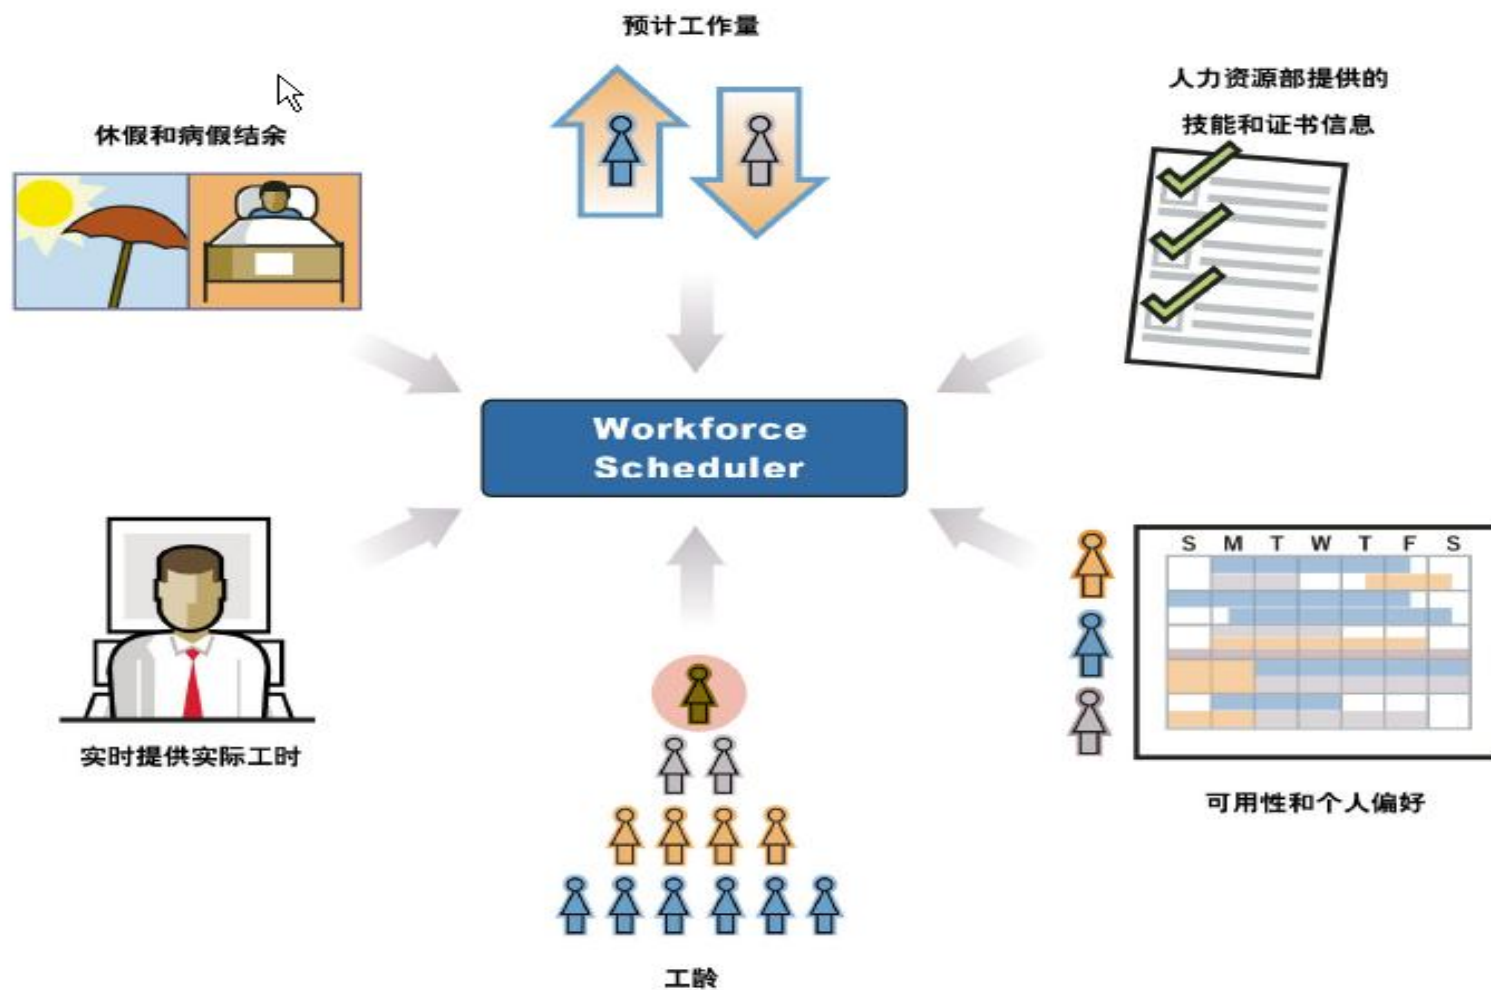 预计工作量
人力资源部提供的
技能和证书信息
休假和病假结余
Workforce
Scheduler
S M T W T F S
实时提供实际工时
可用性和个人偏好
工龄